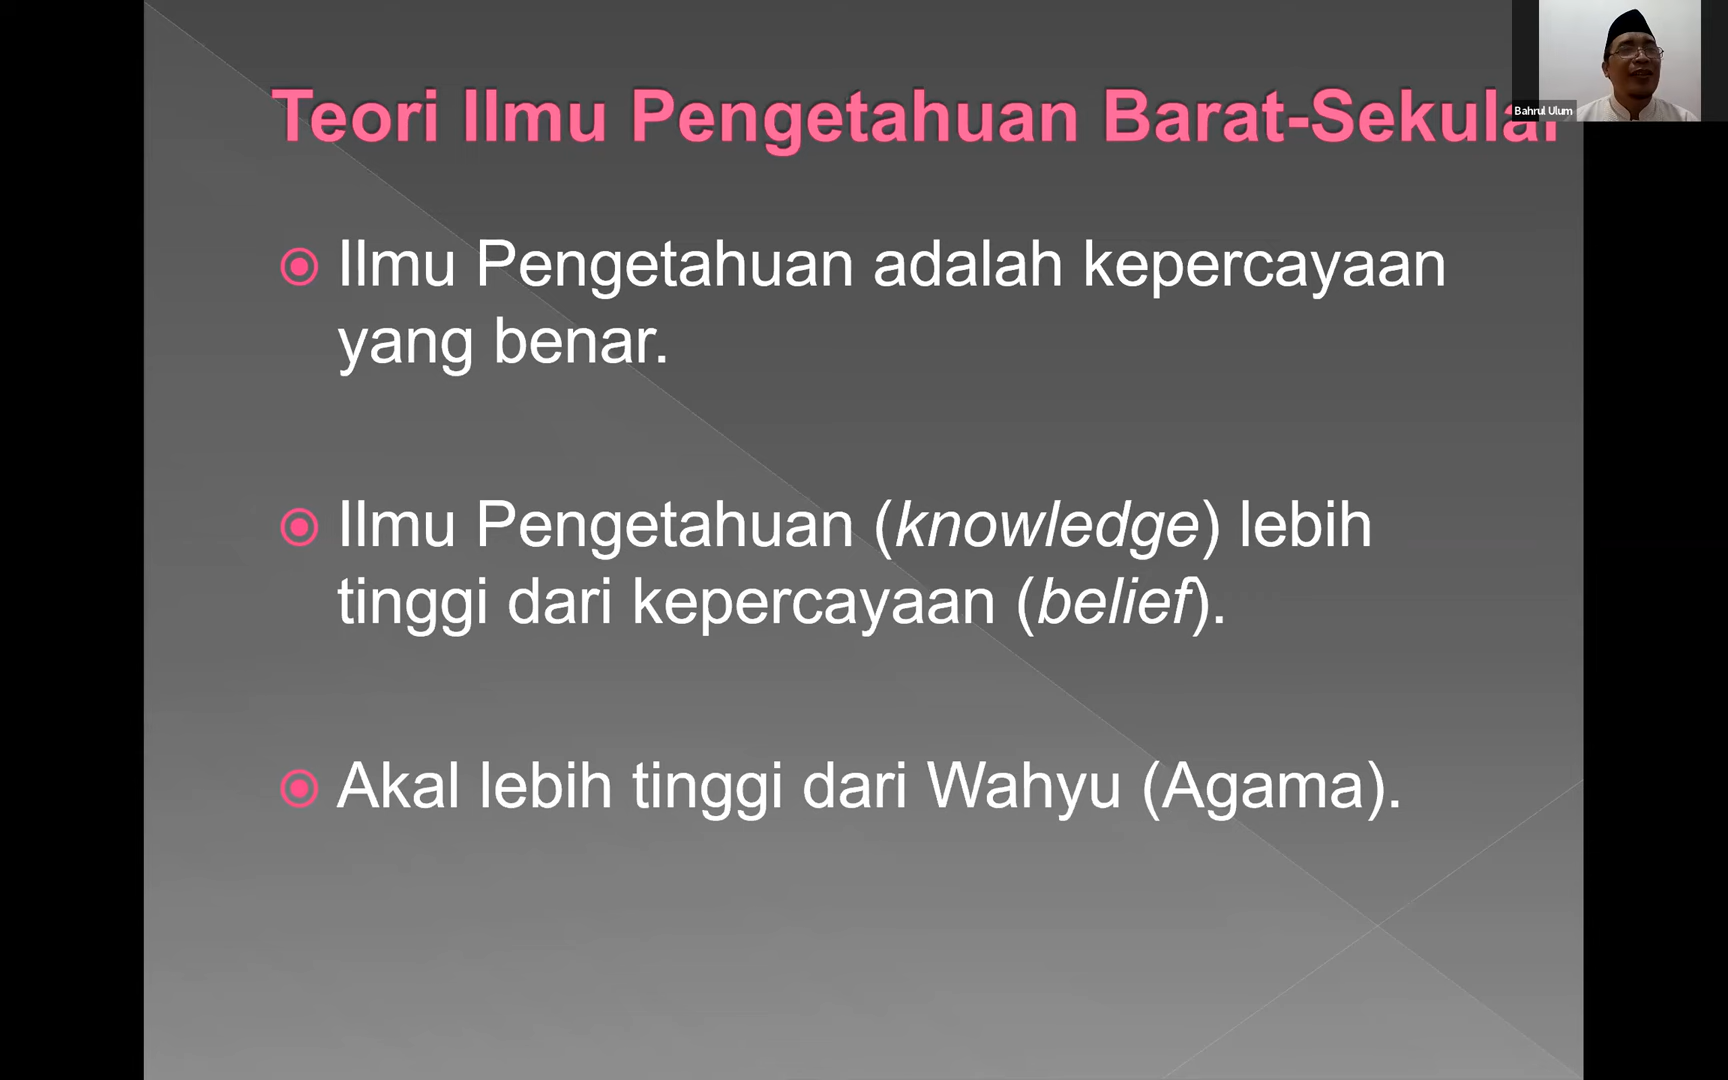 Teori Ilmu Pengetahuan Barat-Sekular
Bahrul Ulum
Ilmu Pengetahuan adalah kepercayaan
yang benar.
Ilmu Pengetahuan (knowledge) lebih
tinggi dari kepercayaan (belief).
Akal lebih tinggi dari Wahyu (Agama).